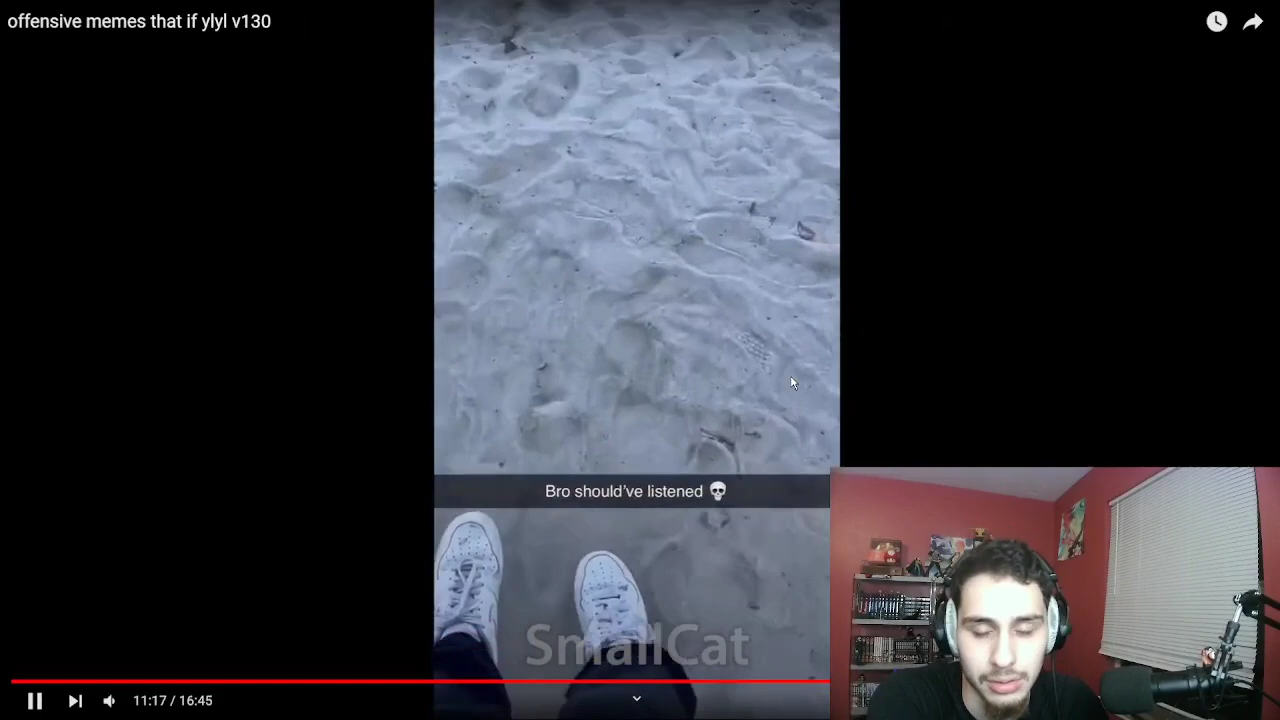 offensive memes that if ylyl v130
Bro should've listened 💀
SmallCat
11:17 / 16:45